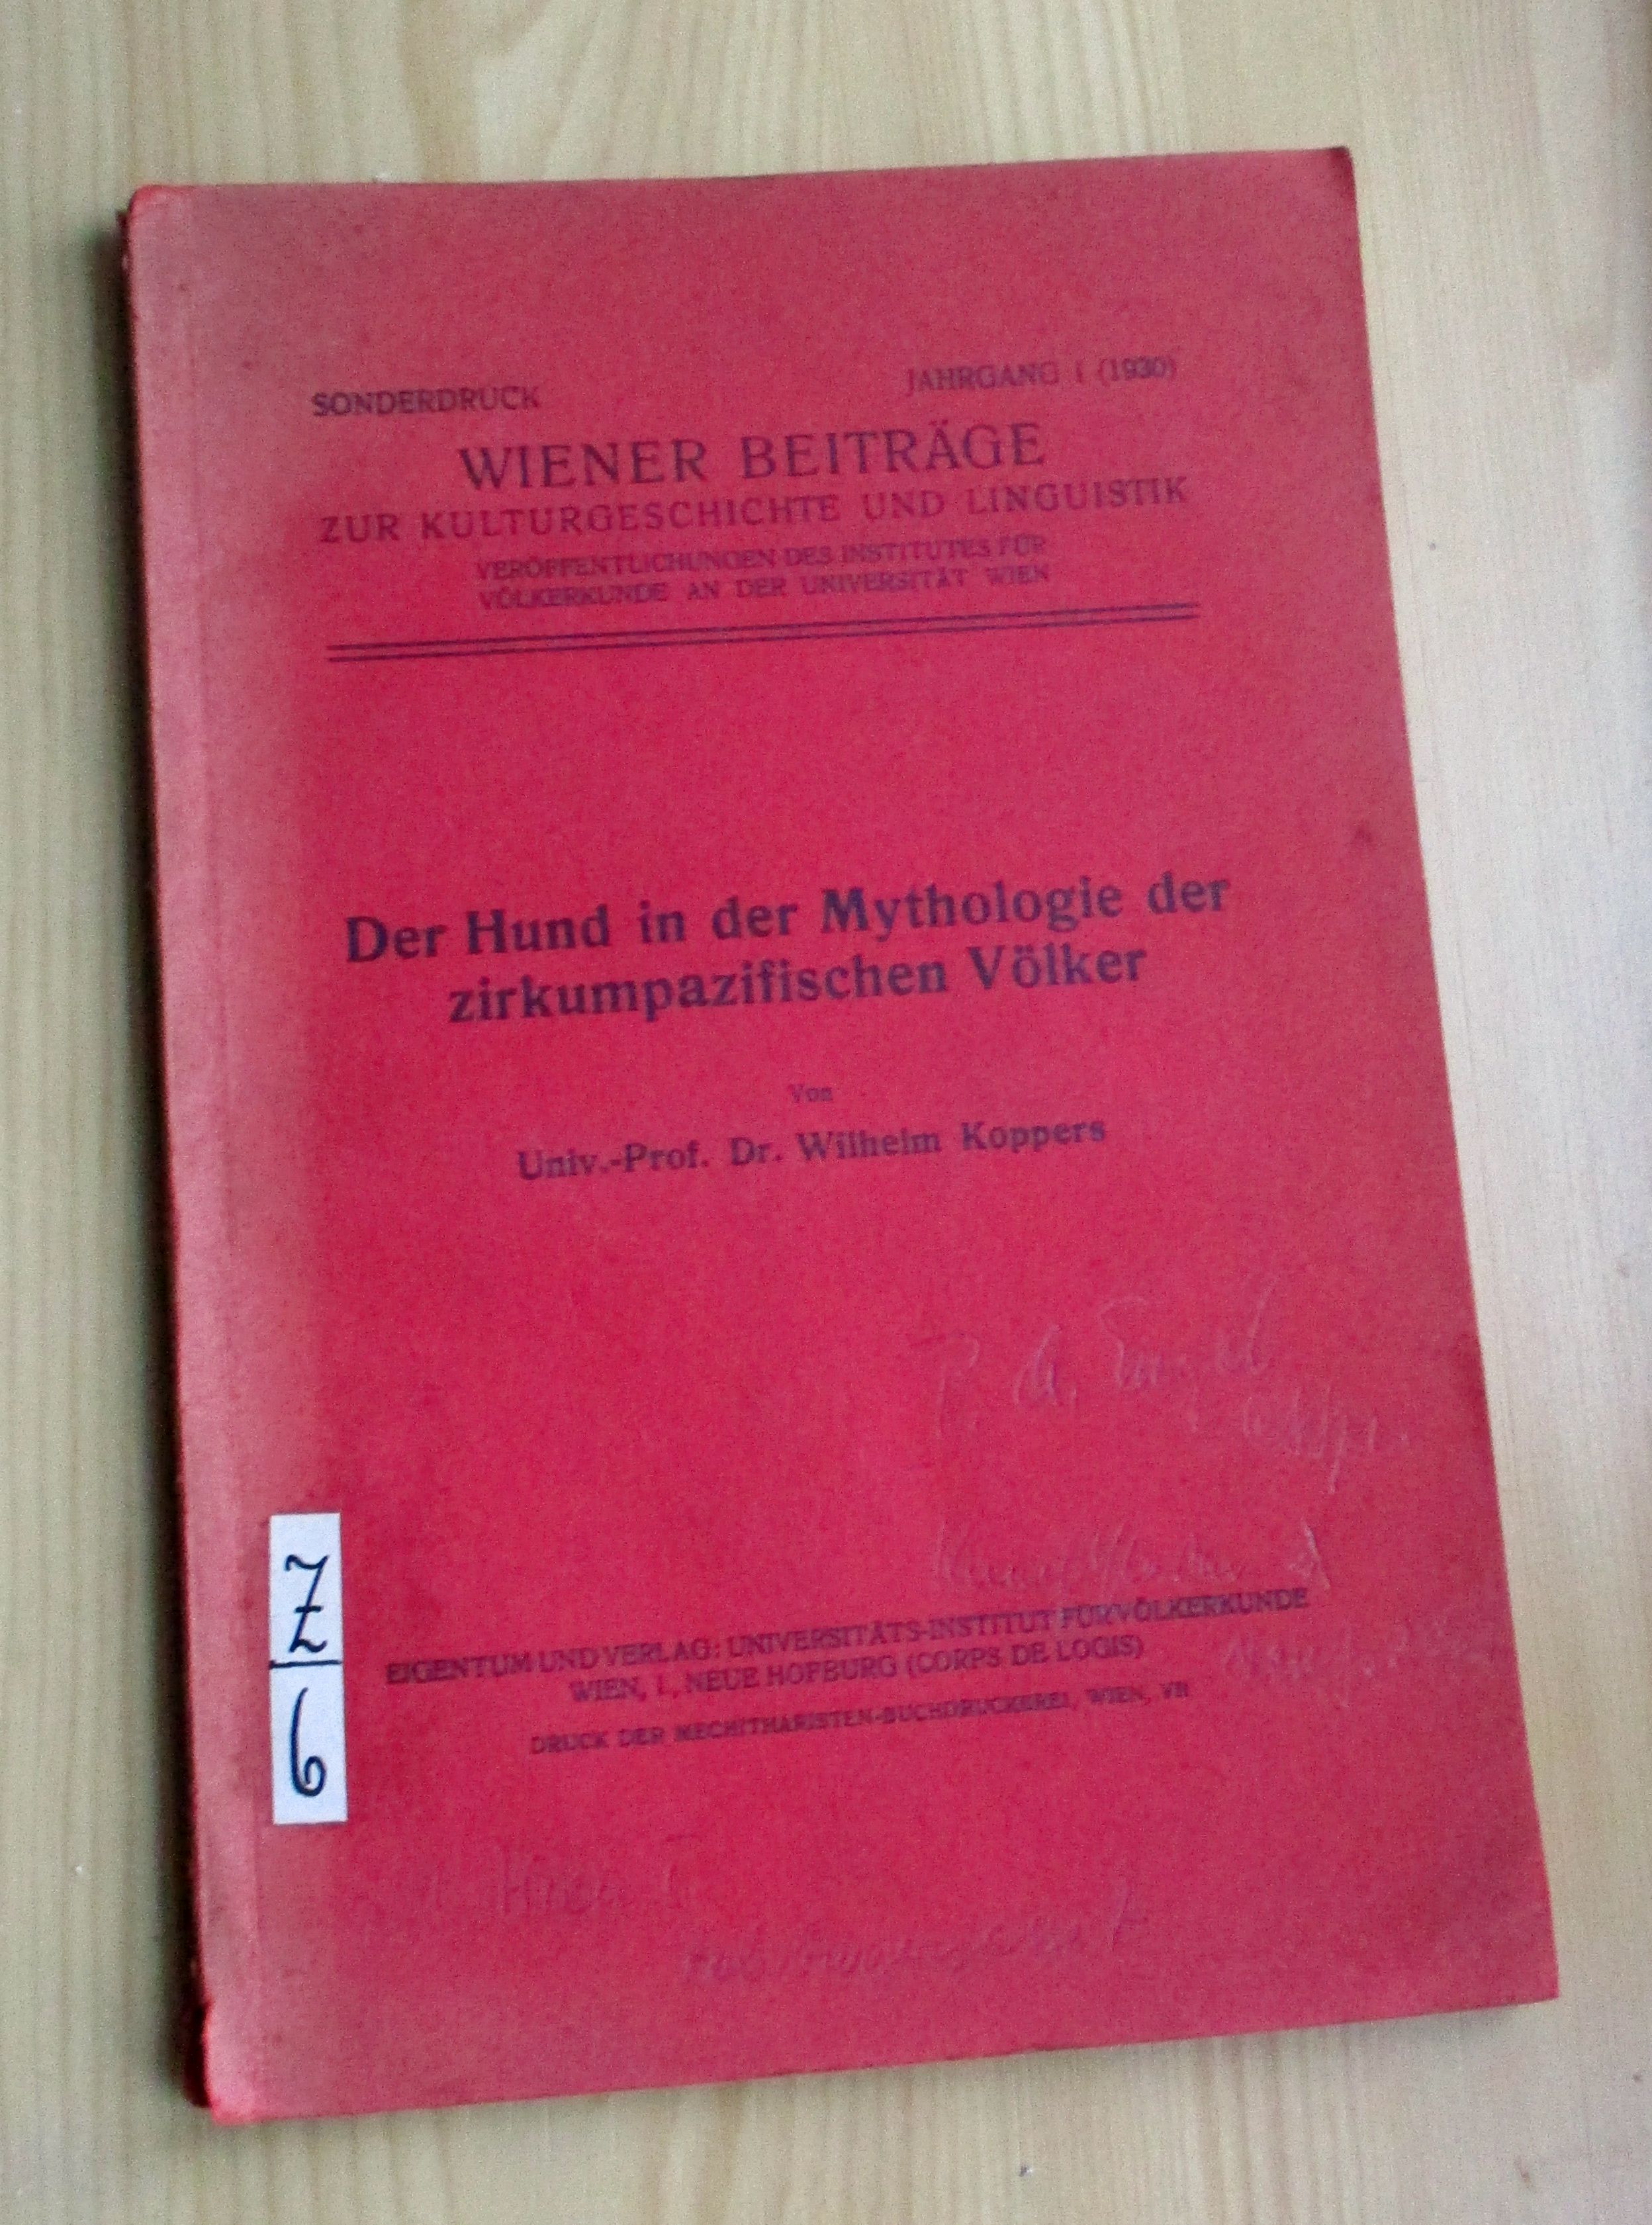 SONDERDRUCK
JAHRGANG I (1930)
WIENER BEITRÄGE
ZUR KULTURGESCHICHTE UND LINGUISTIK
VERÖFFENTLICHUNGEN DES INSTITUTES FÜR
VÖLKERKUNDE AN DER UNIVERSITÄT WIEN
Der Hund in der Mythologie der
zirkumpazifischen Völker
Von
Univ.-Prof. Dr. Wilhelm Koppers
EIGENTUM UND VERLAG: UNIVERSITÄTS-INSTITUT FÜR VÖLKERKUNDE
WIEN, I., NEUE HOFBURG (CORPS DE LOGIS)
DRUCK DER MECHITHARISTEN-BUCHDRUCKEREI, WIEN, VII
Z
6